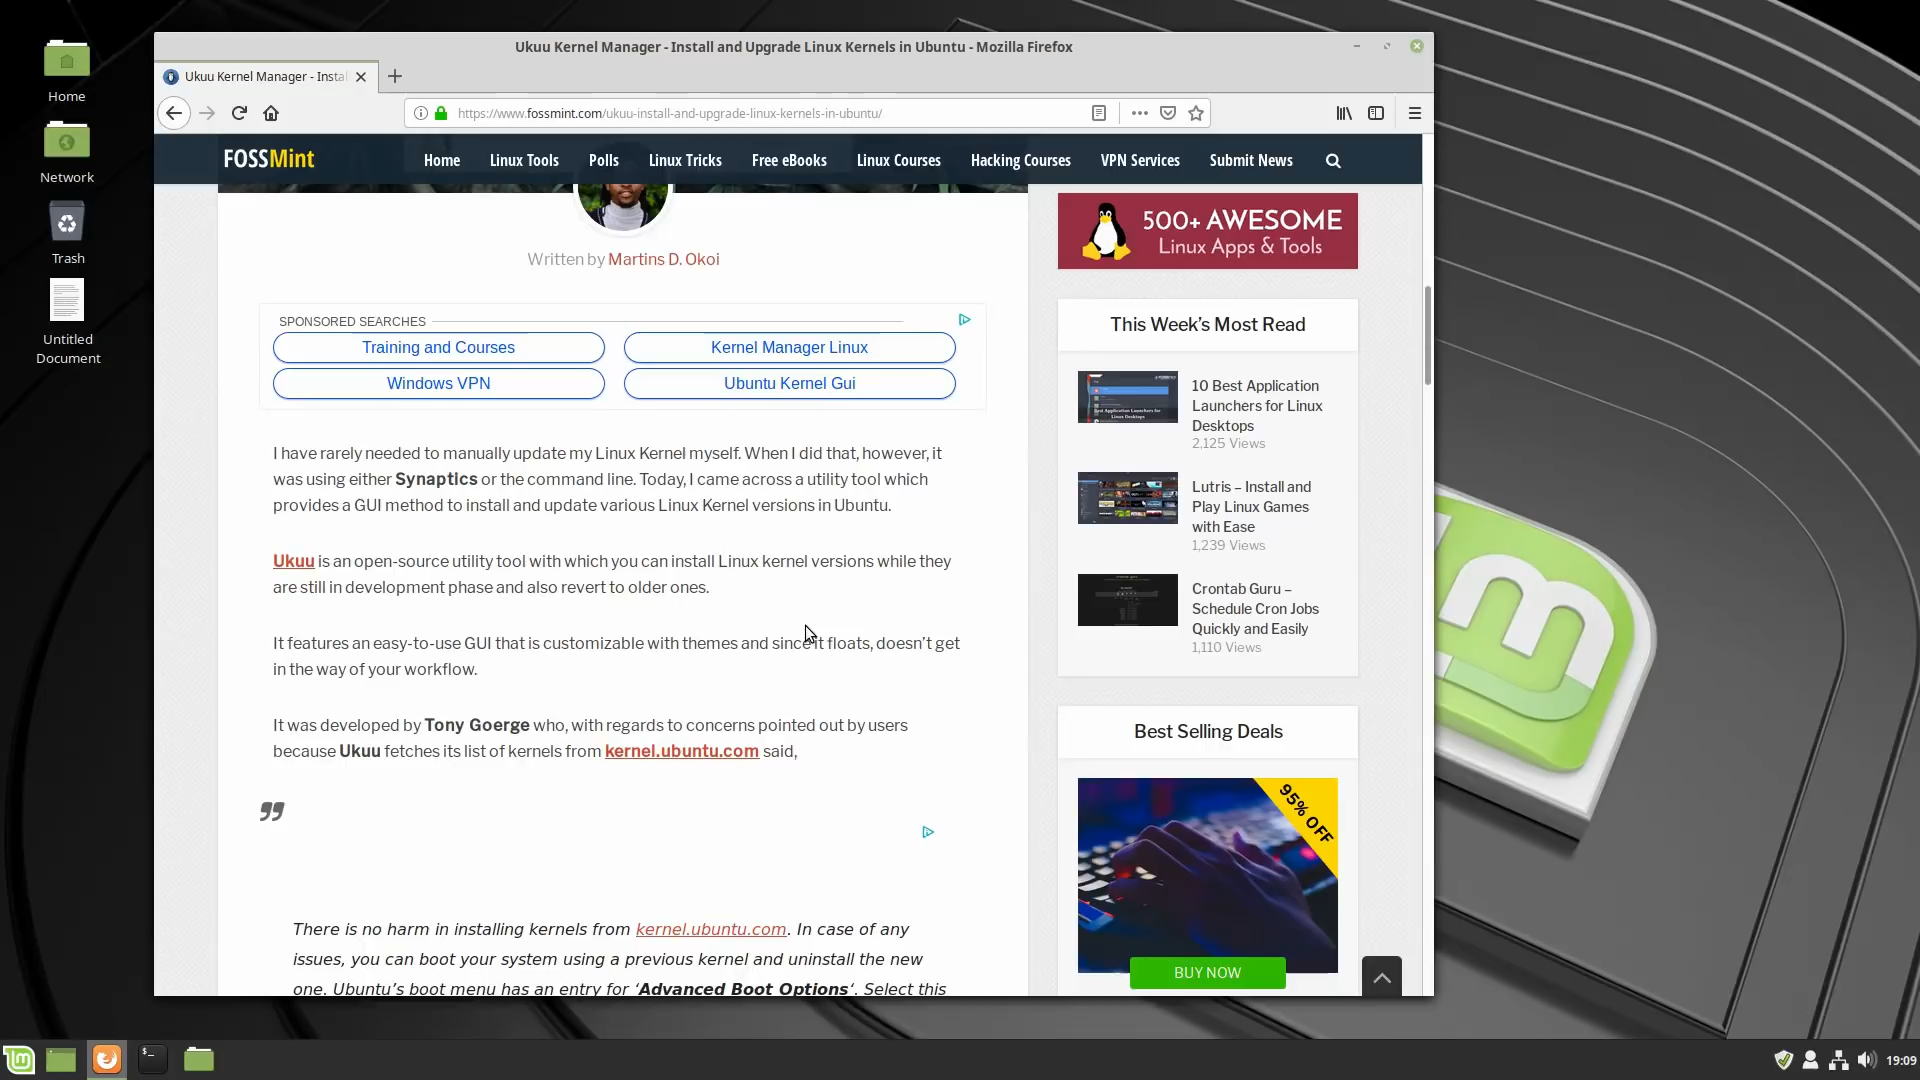 Home
Network
Trash
Untitled
Document
Ukuu Kernel Manager - Install and Upgrade Linux Kernels in Ubuntu - Mozilla Firefox
Ukuu Kernel Manager - Instal
https://www.fossmint.com/ukuu-install-and-upgrade-linux-kernels-in-ubuntu/
FOSSMint
Home
Linux Tools
Polls
Linux Tricks
Free eBooks
Linux Courses
Hacking Courses
VPN Services
Submit News
Written by Martins D. Okoi
SPONSORED SEARCHES
Training and Courses
Kernel Manager Linux
Windows VPN
Ubuntu Kernel Gui
I have rarely needed to manually update my Linux Kernel myself. When I did that, however, it
was using either Synaptics or the command line. Today, I came across a utility tool which
provides a GUI method to install and update various Linux Kernel versions in Ubuntu.
Ukuu is an open-source utility tool with which you can install Linux kernel versions while they
are still in development phase and also revert to older ones.
It features an easy-to-use GUI that is customizable with themes and since it floats, doesn’t get
in the way of your workflow.
It was developed by Tony Goerge who, with regards to concerns pointed out by users
because Ukuu fetches its list of kernels from kernel.ubuntu.com said,
”
There is no harm in installing kernels from kernel.ubuntu.com. In case of any
issues, you can boot your system using a previous kernel and uninstall the new
one. Ubuntu’s boot menu has an entry for ‘Advanced Boot Options‘. Select this
500+ AWESOME
Linux Apps & Tools
This Week’s Most Read
10 Best Application
Launchers for Linux
Desktops
2,125 Views
Lutris – Install and
Play Linux Games
with Ease
1,239 Views
Crontab Guru –
Schedule Cron Jobs
Quickly and Easily
1,110 Views
Best Selling Deals
95% OFF
BUY NOW
19:09